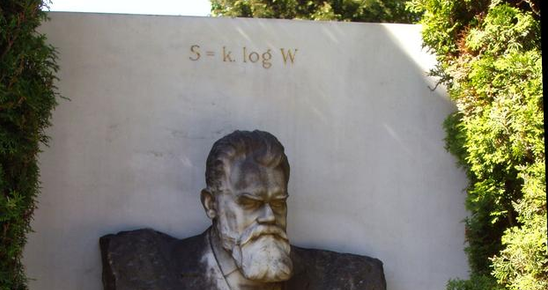 S = k. log W